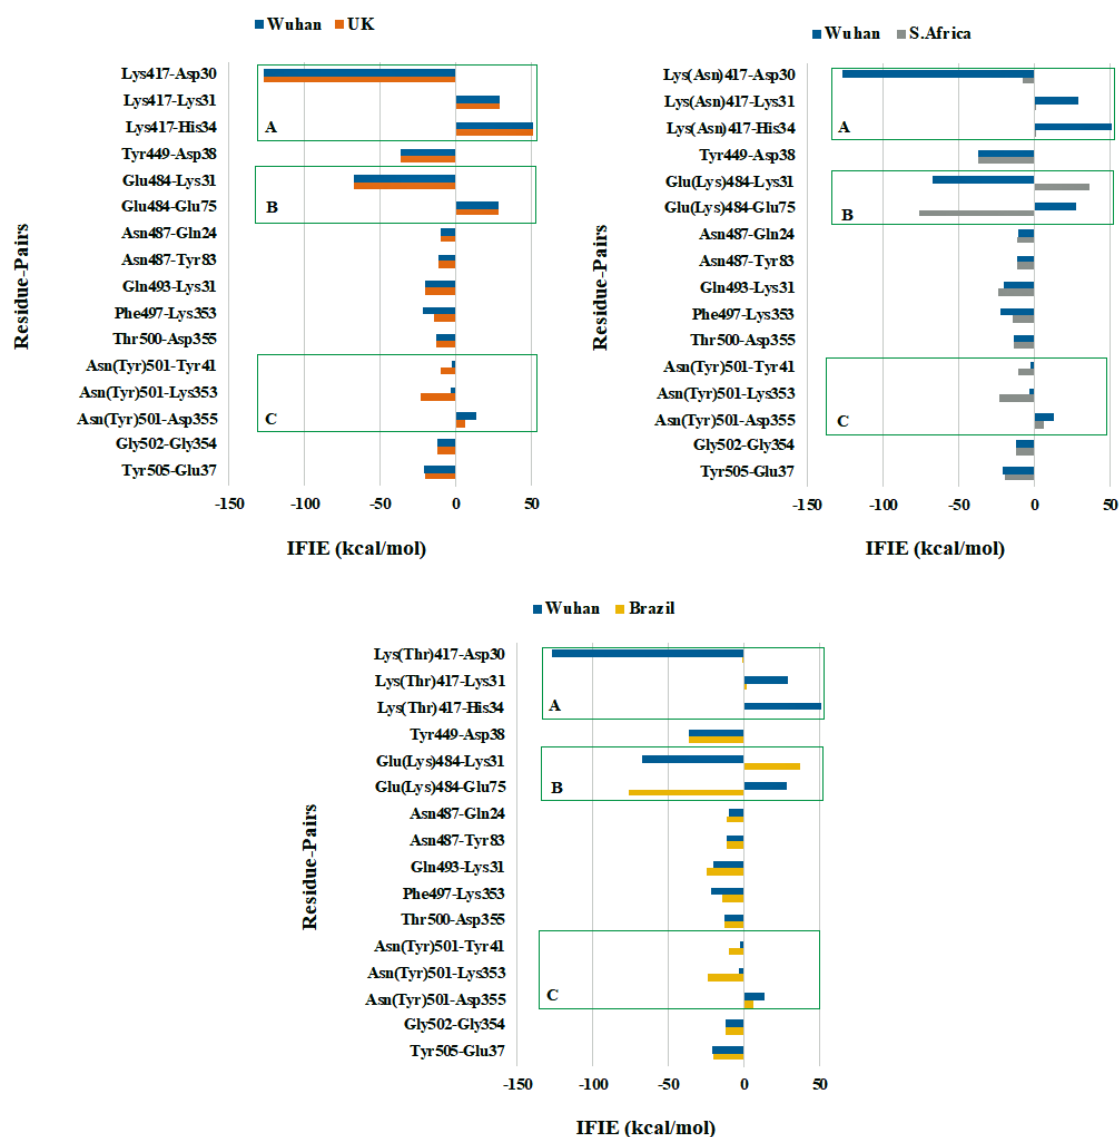 Wuhan UK
Lys417-Asp30
Lys417-Lys31
Lys417-His34
A
Tyr449-Asp38
Glu484-Lys31
Glu484-Glu75
B
Asn487-Gln24
Asn487-Tyr83
Gln493-Lys31
Phe497-Lys353
Thr500-Asp355
Asn(Tyr)501-Tyr41
Asn(Tyr)501-Lys353
Asn(Tyr)501-Asp355
C
Gly502-Gly354
Tyr505-Glu37
Residue-Pairs
-150 -100 -50 0 50
IFIE (kcal/mol)
Wuhan S.Africa
Lys(Asn)417-Asp30
Lys(Asn)417-Lys31
Lys(Asn)417-His34
A
Tyr449-Asp38
Glu(Lys)484-Lys31
Glu(Lys)484-Glu75
B
Asn487-Gln24
Asn487-Tyr83
Gln493-Lys31
Phe497-Lys353
Thr500-Asp355
Asn(Tyr)501-Tyr41
Asn(Tyr)501-Lys353
Asn(Tyr)501-Asp355
C
Gly502-Gly354
Tyr505-Glu37
Residue-Pairs
-150 -100 -50 0 50
IFIE (kcal/mol)
Wuhan Brazil
Lys(Thr)417-Asp30
Lys(Thr)417-Lys31
Lys(Thr)417-His34
A
Tyr449-Asp38
Glu(Lys)484-Lys31
Glu(Lys)484-Glu75
B
Asn487-Gln24
Asn487-Tyr83
Gln493-Lys31
Phe497-Lys353
Thr500-Asp355
Asn(Tyr)501-Tyr41
Asn(Tyr)501-Lys353
Asn(Tyr)501-Asp355
C
Gly502-Gly354
Tyr505-Glu37
Residue-Pairs
-150 -100 -50 0 50
IFIE (kcal/mol)